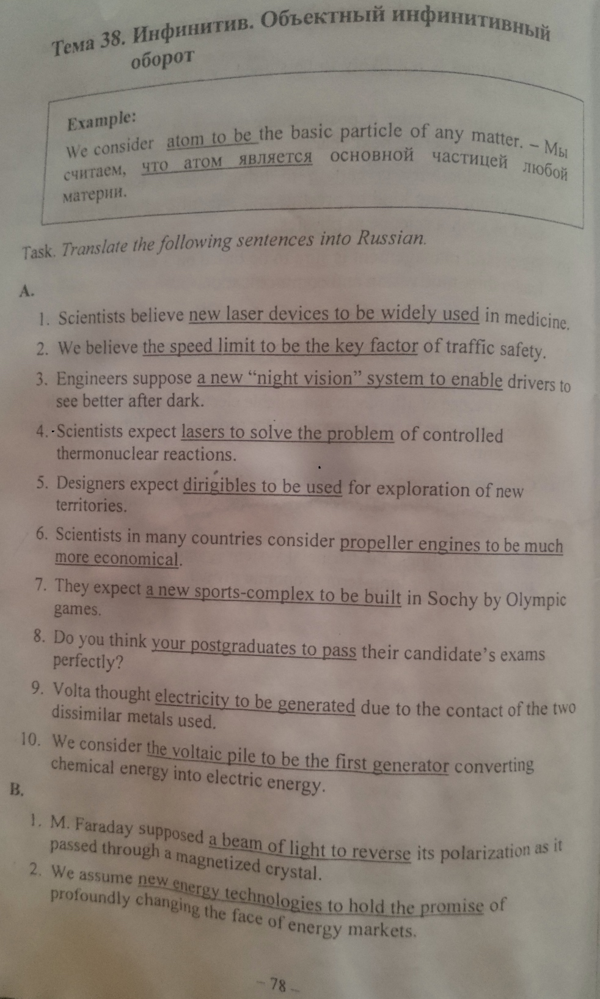 Тема 38. Инфинитив. Объектный инфинитивный
оборот
Example:
We consider atom to be the basic particle of any matter. – Мы
считаем, что атом является основной частицей любой
материи.
Task. Translate the following sentences into Russian.
A.
1. Scientists believe new laser devices to be widely used in medicine.
2. We believe the speed limit to be the key factor of traffic safety.
3. Engineers suppose a new “night vision” system to enable drivers to
see better after dark.
4. Scientists expect lasers to solve the problem of controlled
thermonuclear reactions.
5. Designers expect dirigibles to be used for exploration of new
territories.
6. Scientists in many countries consider propeller engines to be much
more economical.
7. They expect a new sports-complex to be built in Sochy by Olympic
games.
8. Do you think your postgraduates to pass their candidate’s exams
perfectly?
9. Volta thought electricity to be generated due to the contact of the two
dissimilar metals used.
10. We consider the voltaic pile to be the first generator converting
chemical energy into electric energy.
B.
1. M. Faraday supposed a beam of light to reverse its polarization as it
passed through a magnetized crystal.
2. We assume new energy technologies to hold the promise of
profoundly changing the face of energy markets.
– 78 –